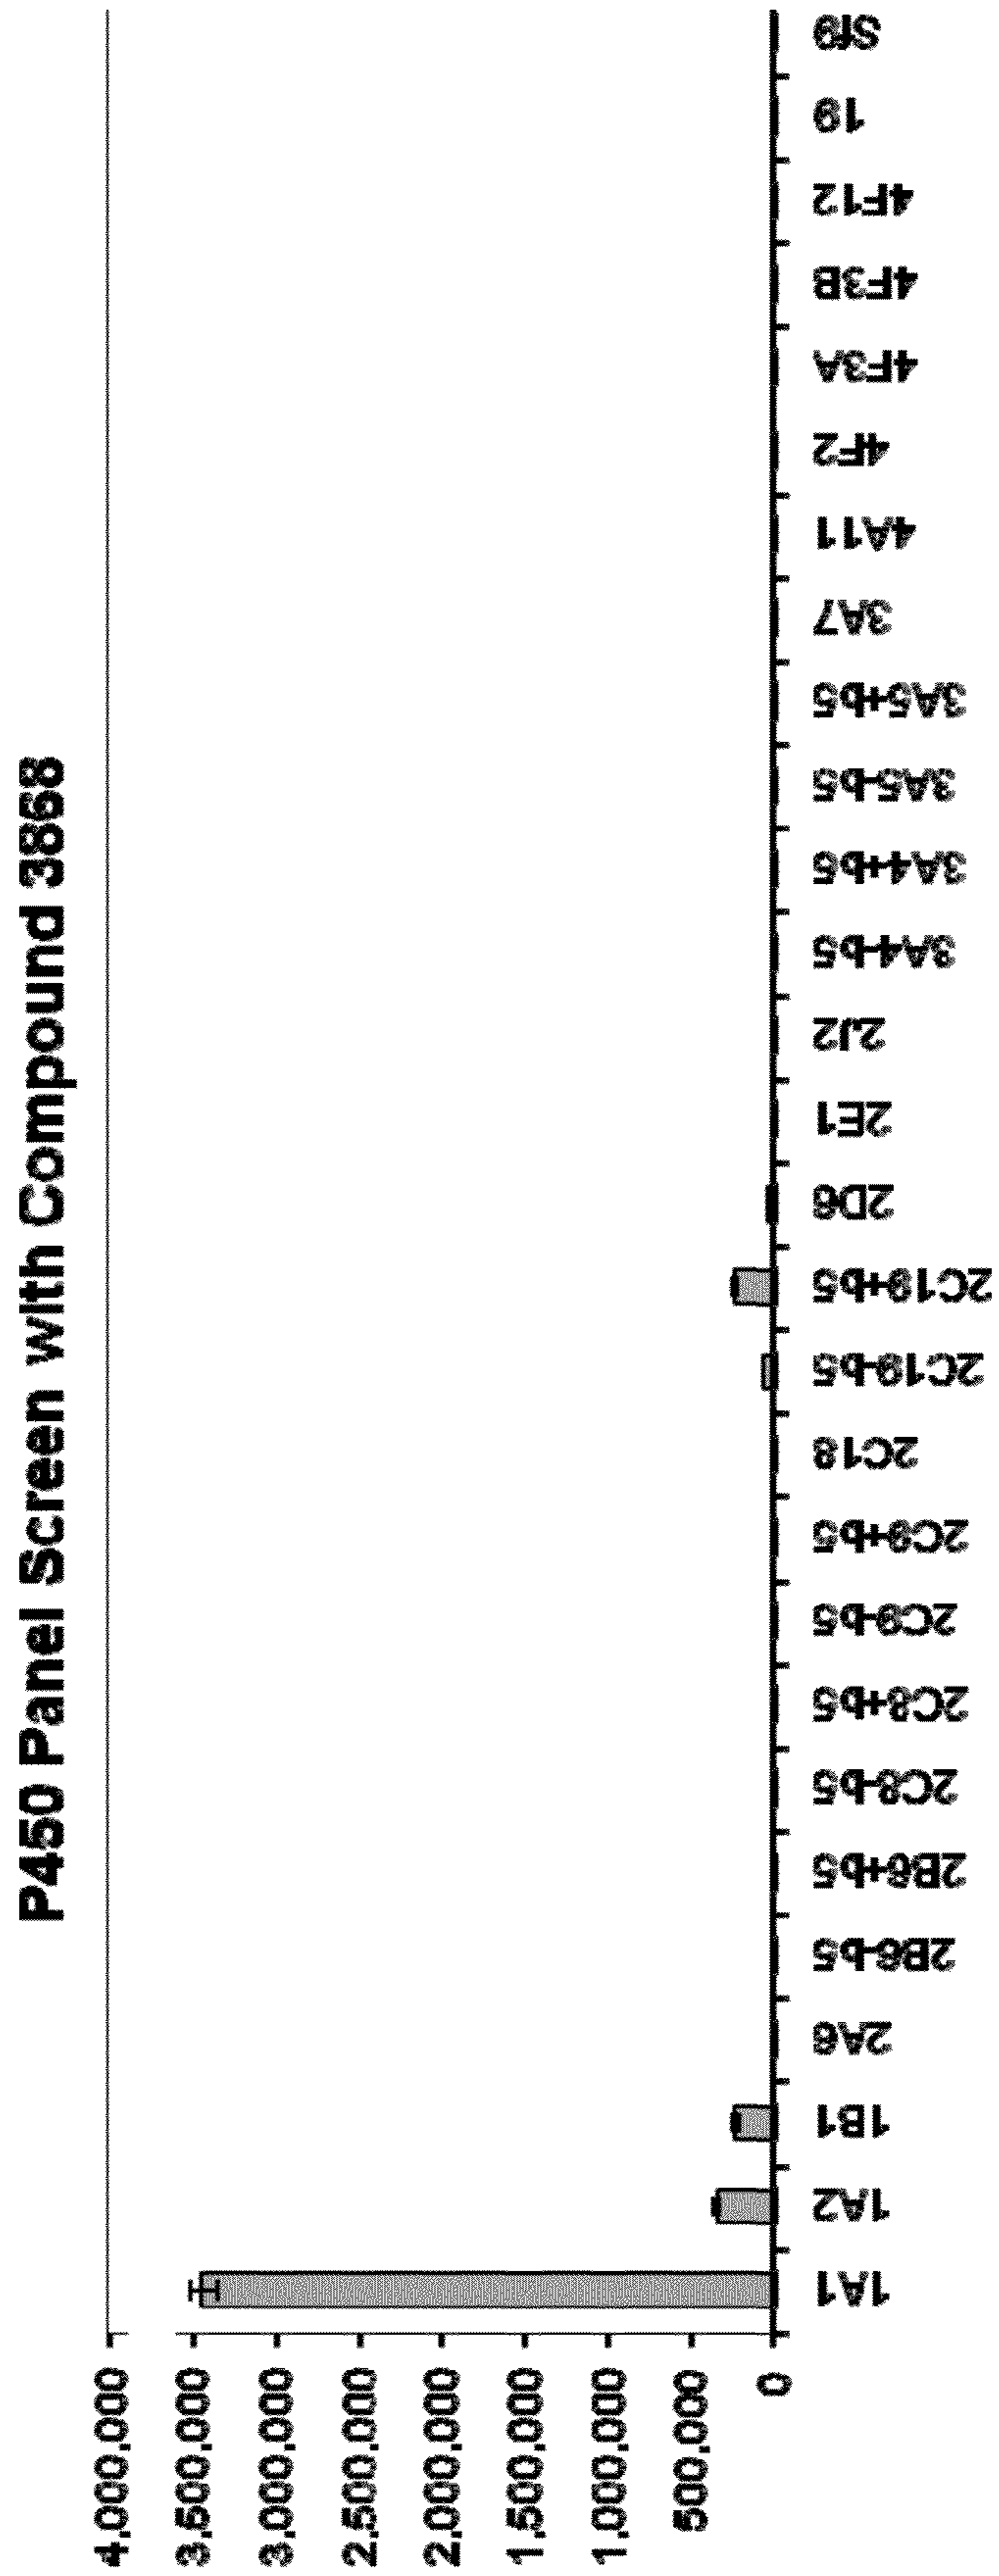 P450 Panel Screen with Compound 3868
4,000,000
3,500,000
3,000,000
2,500,000
2,000,000
1,500,000
1,000,000
500,000
0
1A1
1A2
1B1
2A6
2B6-b5
2B6+b5
2C8-b5
2C8+b5
2C9-b5
2C9+b5
2C18
2C19-b5
2C19+b5
2D6
2E1
2J2
3A4-b5
3A4+b5
3A5-b5
3A5+b5
3A7
4A11
4F2
4F3A
4F3B
4F12
19
Sf9